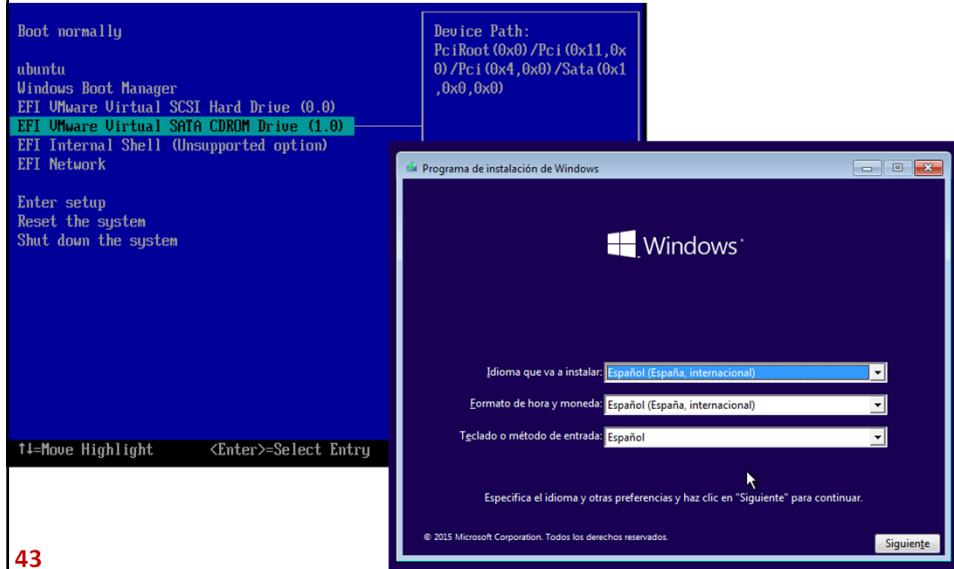 Boot normally
ubuntu
Windows Boot Manager
EFI VMware Virtual SCSI Hard Drive (0.0)
EFI VMware Virtual SATA CDROM Drive (1.0)
EFI Internal Shell (Unsupported option)
EFI Network
Enter setup
Reset the system
Shut down the system
Device Path:
PciRoot(0x0)/Pci(0x11,0x
0)/Pci(0x4,0x0)/Sata(0x1
,0x0,0x0)
↑↓=Move Highlight <Enter>=Select Entry
Programa de instalación de Windows
Windows
Idioma que va a instalar: Español (España, internacional)
Formato de hora y moneda: Español (España, internacional)
Teclado o método de entrada: Español
Especifica el idioma y otras preferencias y haz clic en "Siguiente" para continuar.
© 2015 Microsoft Corporation. Todos los derechos reservados.
Siguiente
43